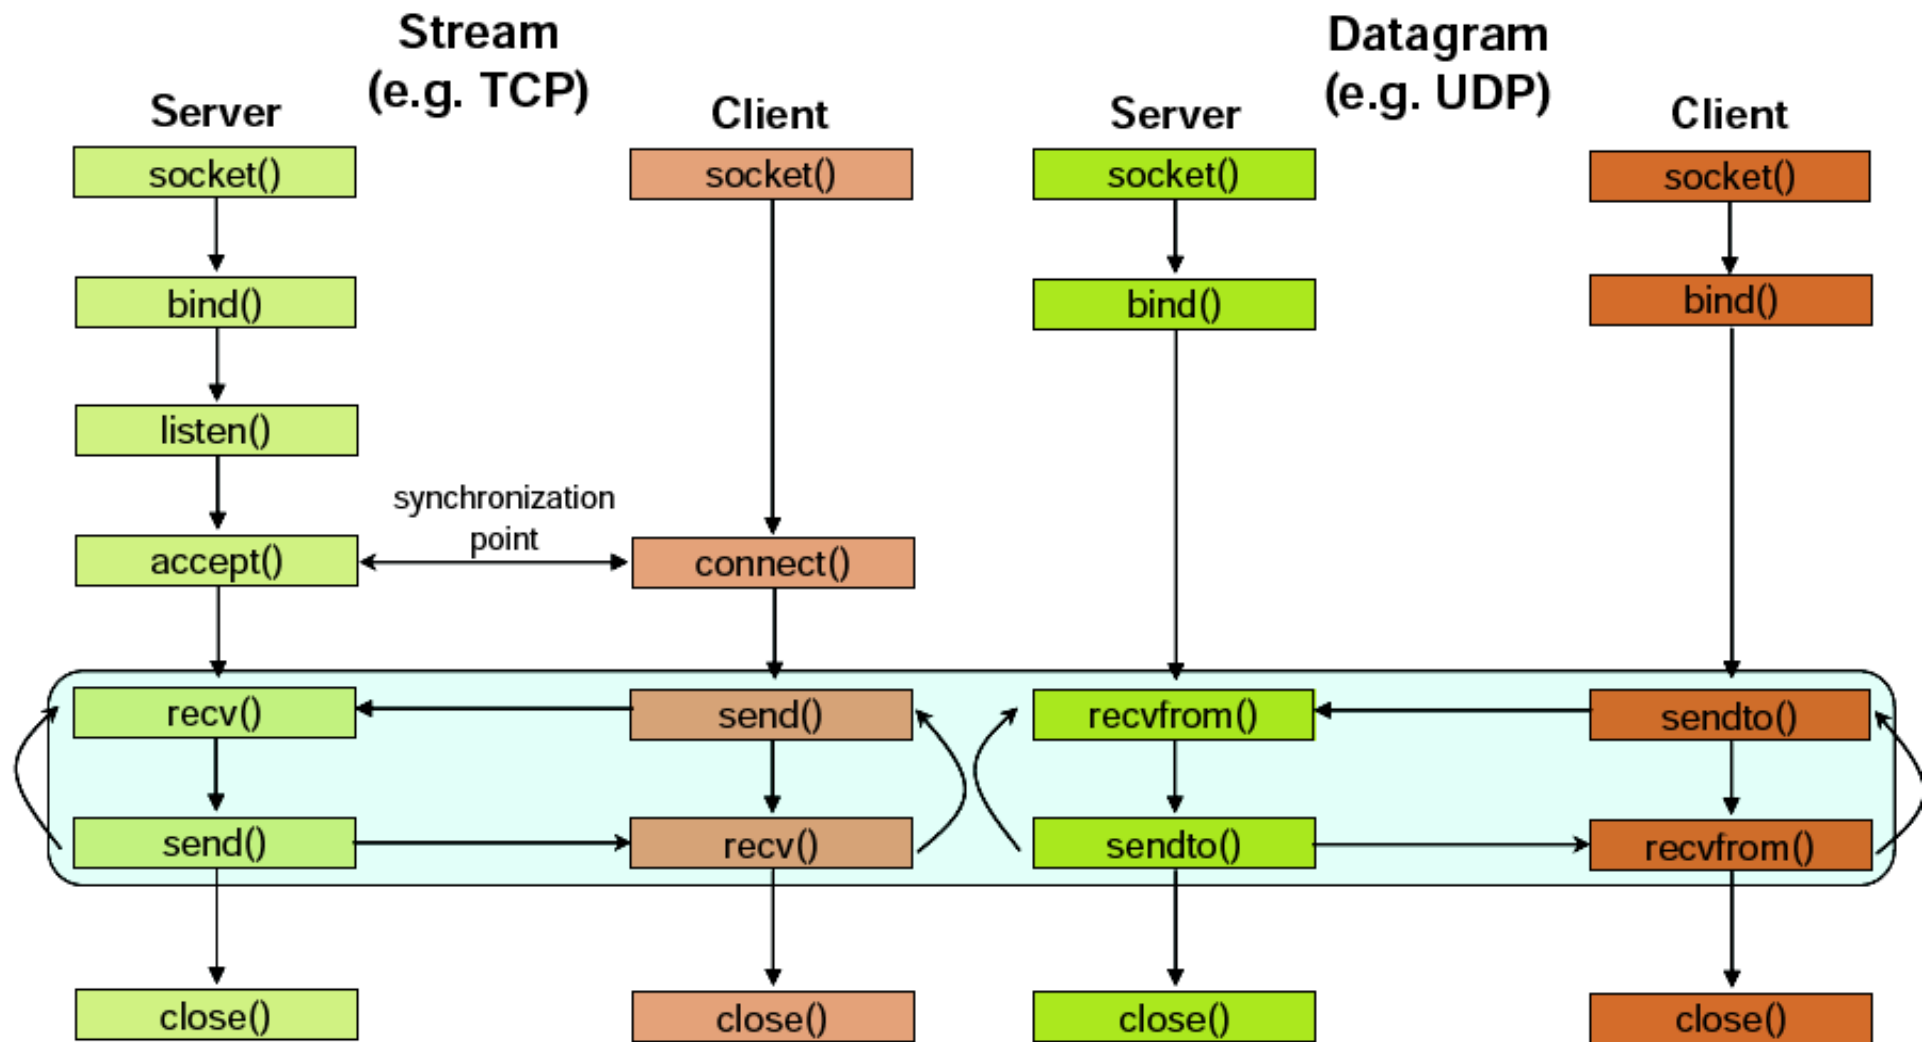 Stream
(e.g. TCP)
Datagram
(e.g. UDP)
Server
Client
Server
Client
socket()
socket()
socket()
socket()
bind()
bind()
bind()
listen()
synchronization
point
accept()
connect()
recv()
send()
recvfrom()
sendto()
send()
recv()
sendto()
recvfrom()
close()
close()
close()
close()